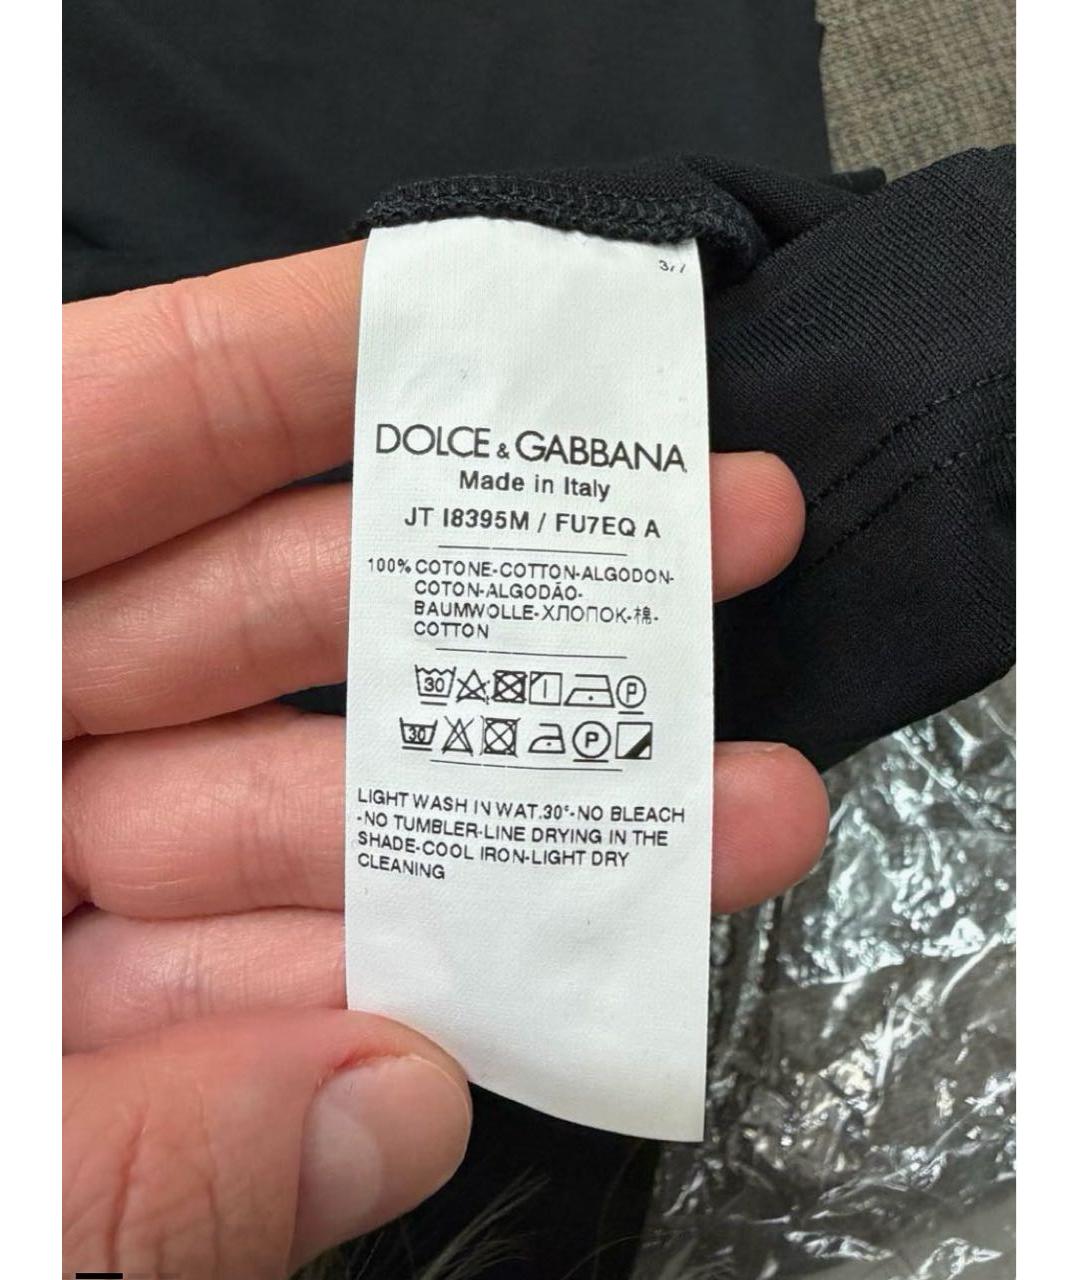 DOLCE & GABBANA
Made in Italy
JT I8395M / FU7EQ A
100% COTONE-COTTON-ALGODON-
COTON-ALGODÃO-
BAUMWOLLE-ХЛОПОК-棉-
COTTON
30 P
30 P
LIGHT WASH IN WAT.30°-NO BLEACH
-NO TUMBLER-LINE DRYING IN THE
SHADE-COOL IRON-LIGHT DRY
CLEANING